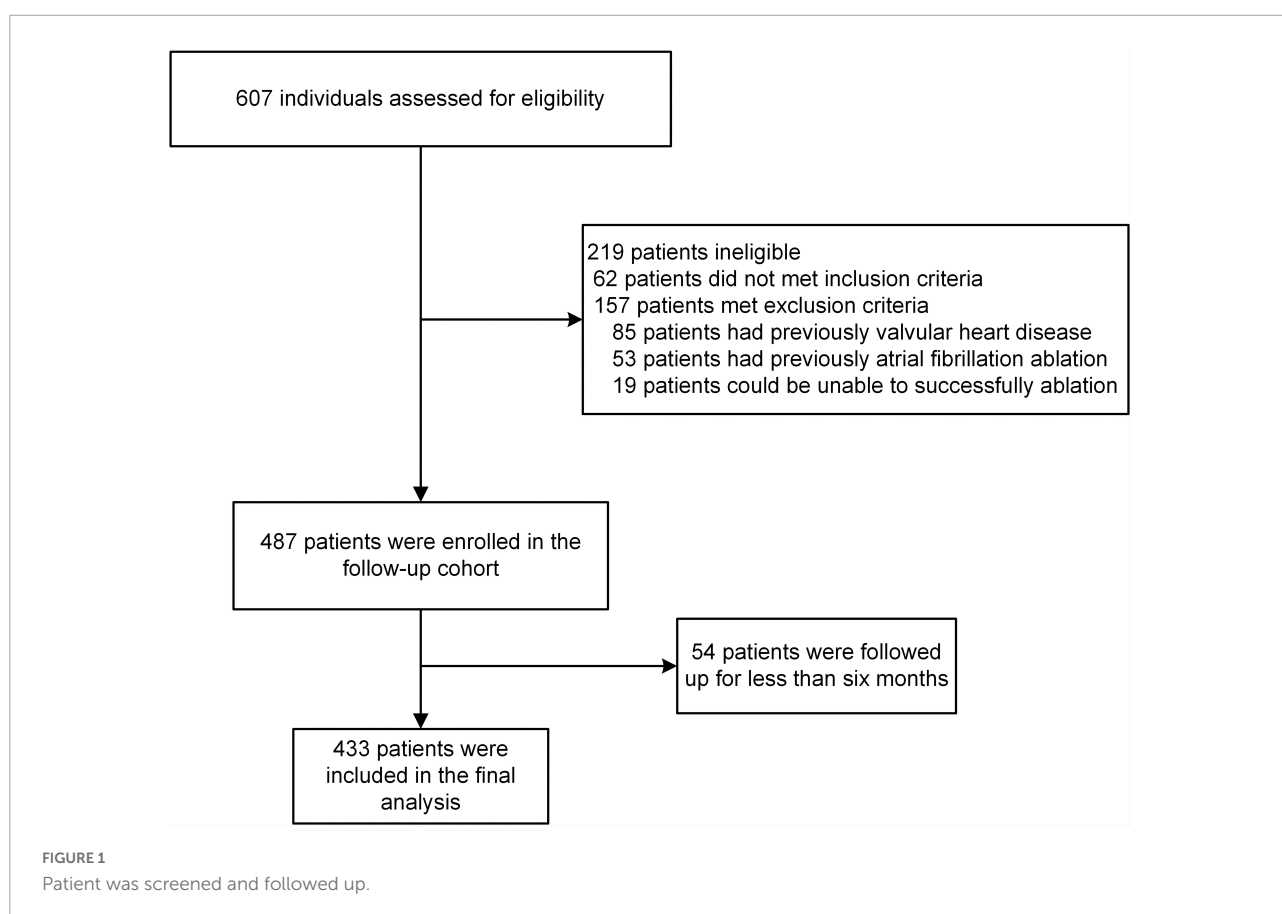 607 individuals assessed for eligibility
219 patients ineligible
62 patients did not met inclusion criteria
157 patients met exclusion criteria
85 patients had previously valvular heart disease
53 patients had previously atrial fibrillation ablation
19 patients could be unable to successfully ablation
487 patients were enrolled in the
follow-up cohort
54 patients were followed
up for less than six months
433 patients were
included in the final
analysis
FIGURE 1
Patient was screened and followed up.